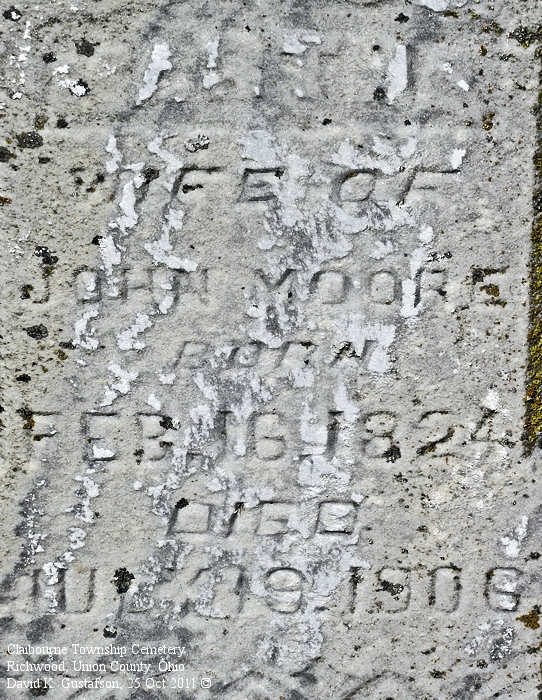 WIFE OF
JOHN MOORE
BORN
FEB. 16, 1824
DIED
19, 1906
Claibourne Township Cemetery
Richwood, Union County, Ohio
David K. Gustafson, 25 Oct 2011 ©